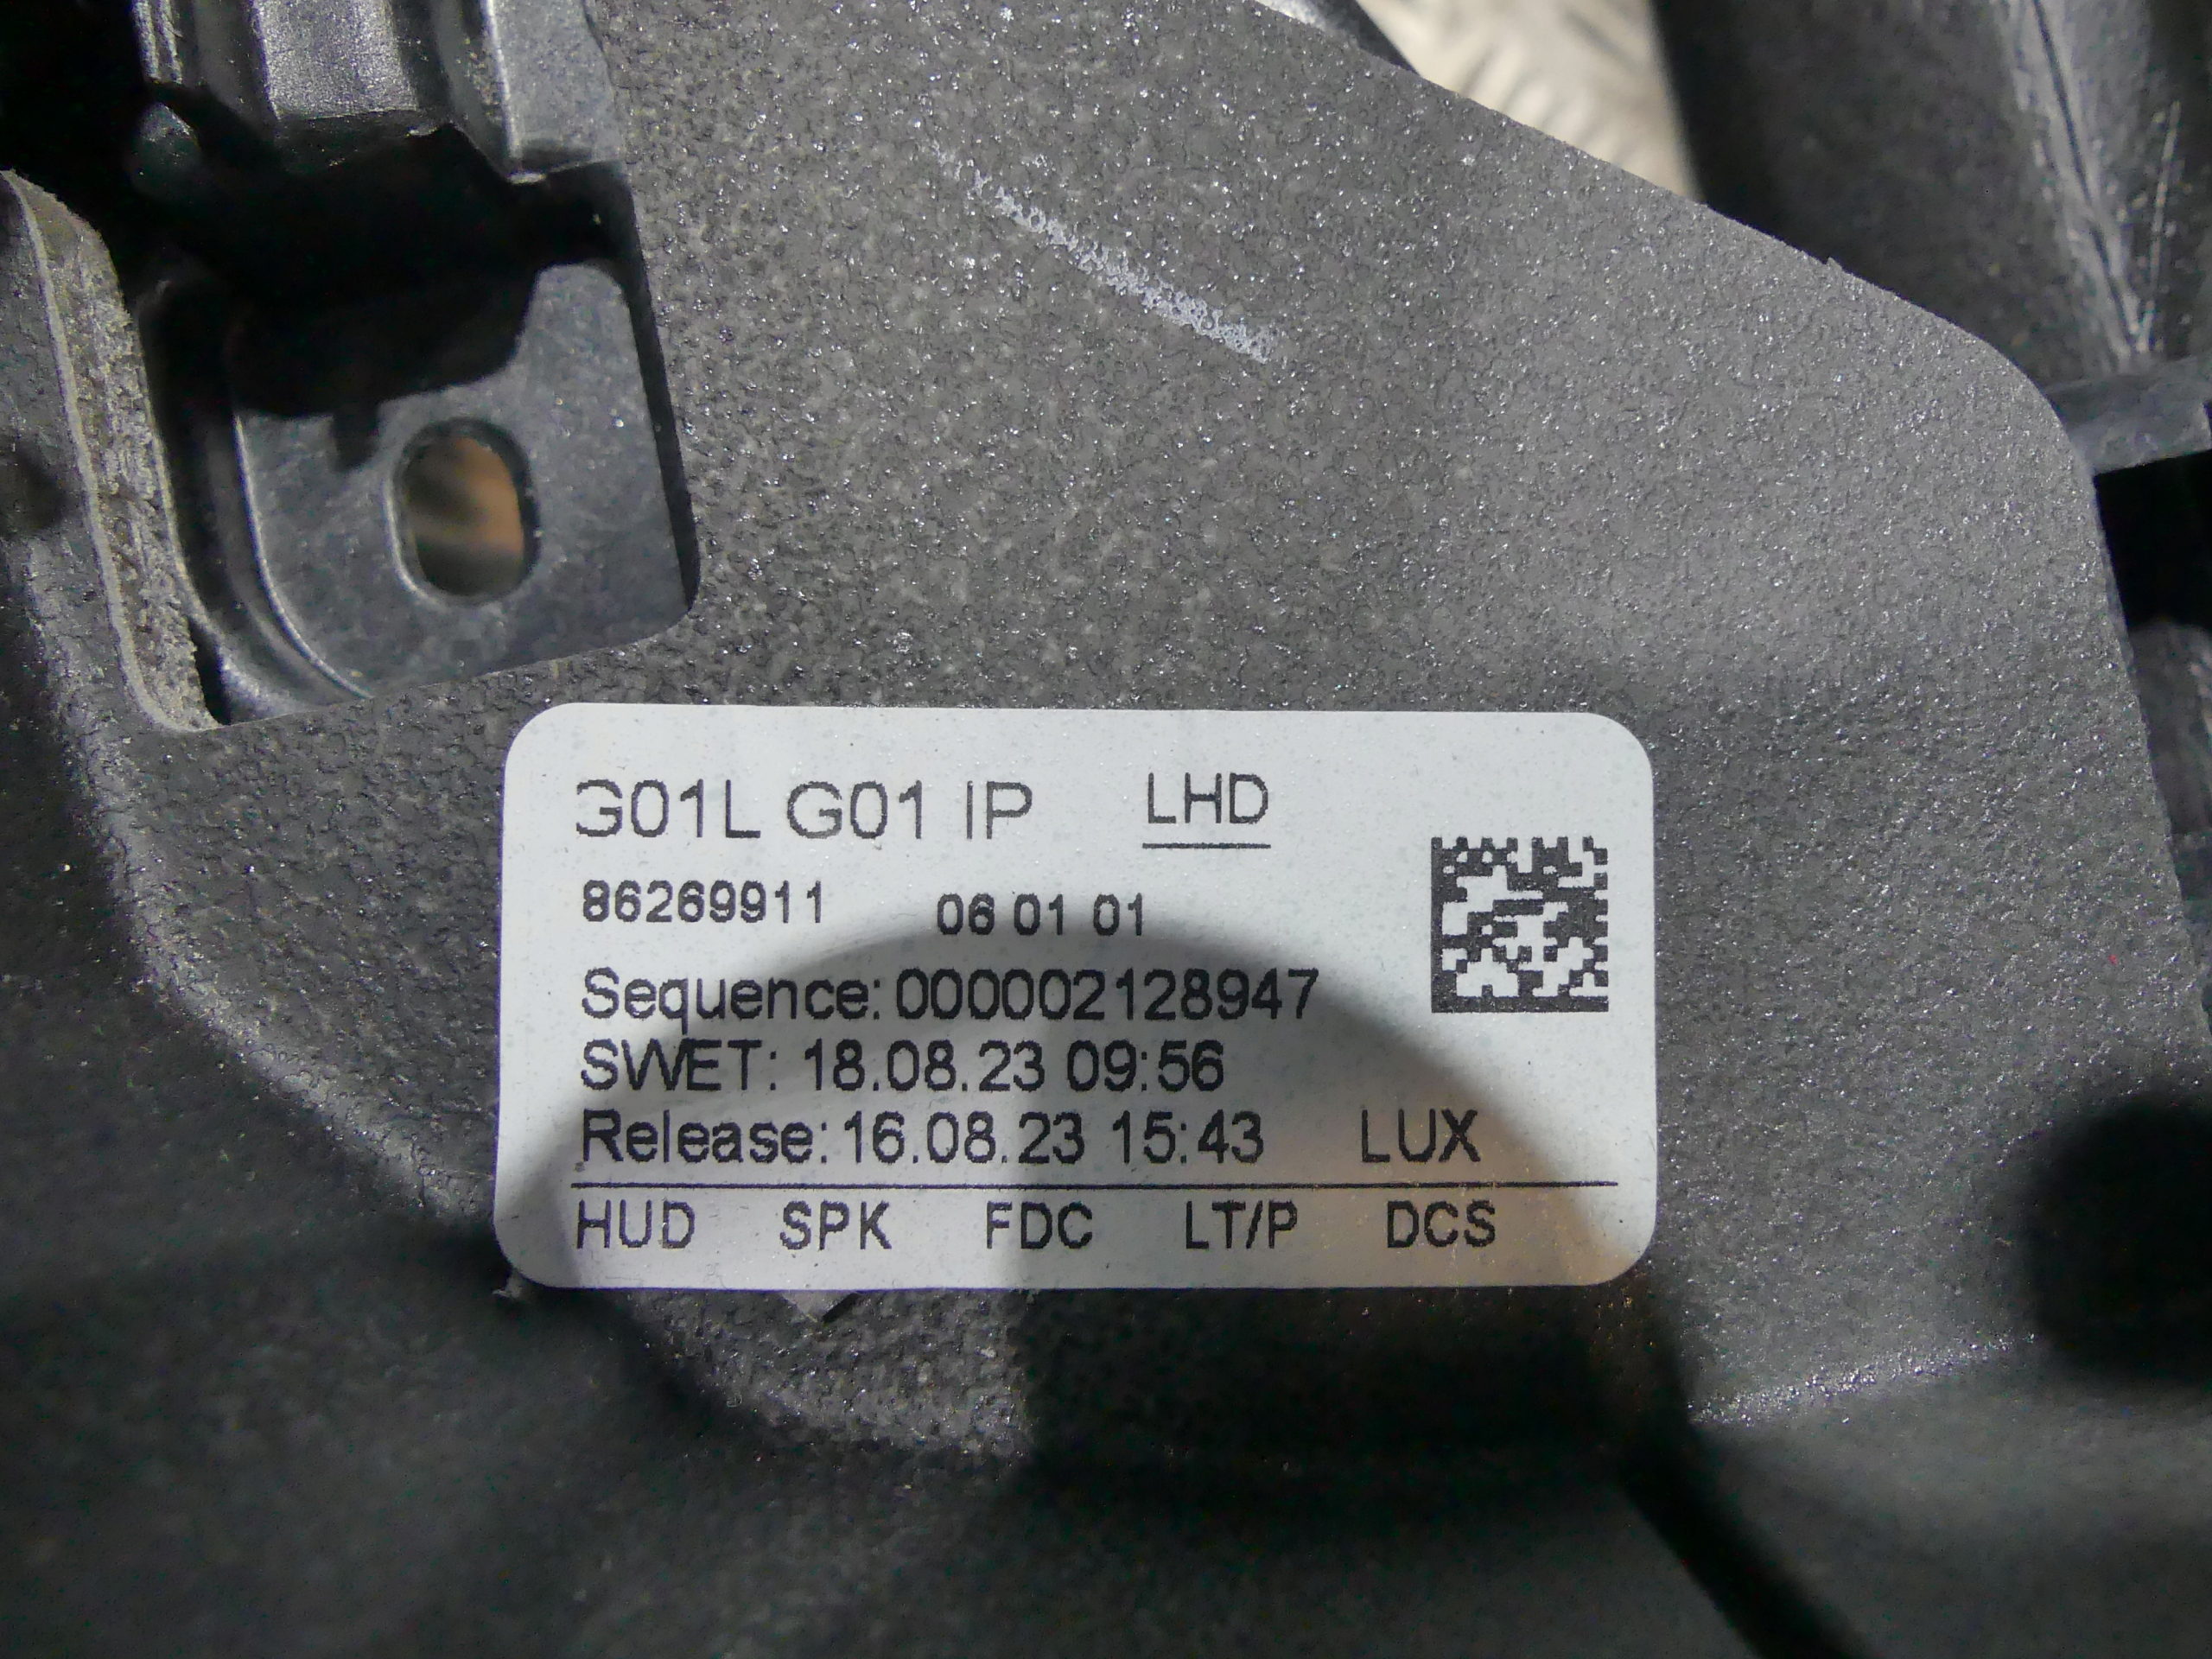 G01L G01 IP LHD
86269911 06 01 01
Sequence: 000002128947
SWET: 18.08.23 09:56
Release: 16.08.23 15:43 LUX
HUD SPK FDC LT/P DCS